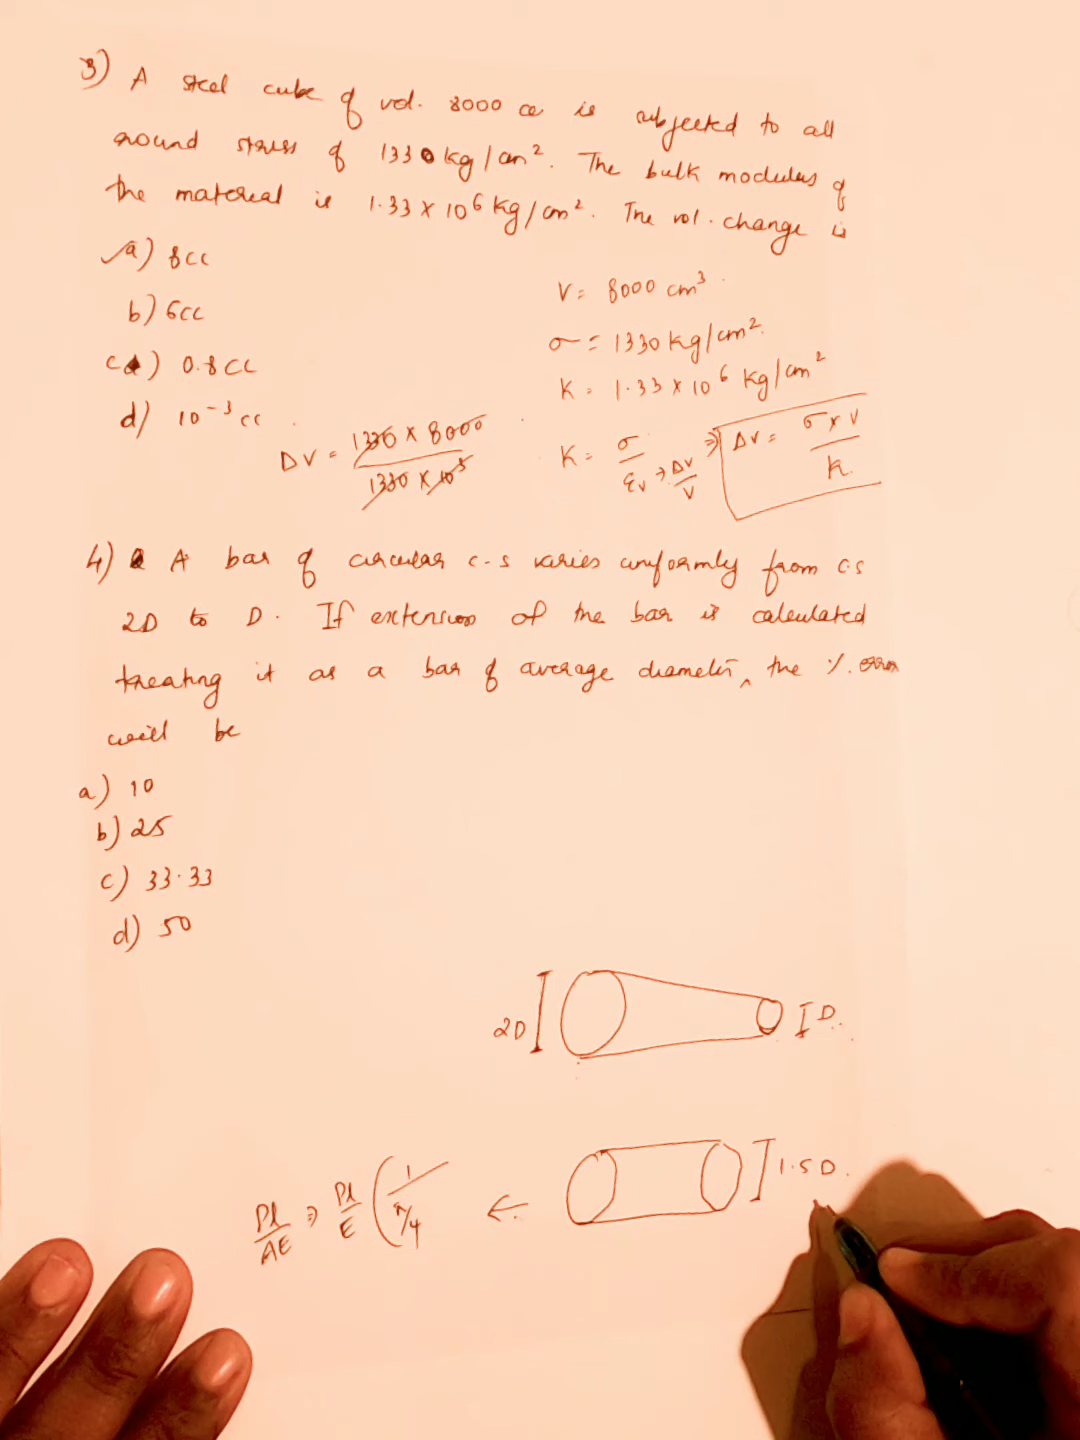 3) A steel cube of vol. 8000 cc is subjected to all
around stress of 1330 kg/cm². The bulk modulus of
the material is 1.33 x 10⁶ kg/cm². The vol. change is
a) 8cc
b) 6cc
c) 0.8cc
d) 10⁻³ cc
V = 8000 cm³
σ = 1330 kg/cm²
K = 1.33 x 10⁶ kg/cm²
K = σ / εv → ΔV/V ⇒ ΔV = σ x V / K
DV = 1330 x 8000 / 1330 x 10³
4) A bar of circular c-s varies uniformly from c.s
2D to D. If extension of the bar is calculated
treating it as a bar of average diameter, the %. error
will be
a) 10
b) 25
c) 33.33
d) 50
2D
D.
1.5D.
Pl/AE ⇒ Pl/E ( 1 / π/4 ←